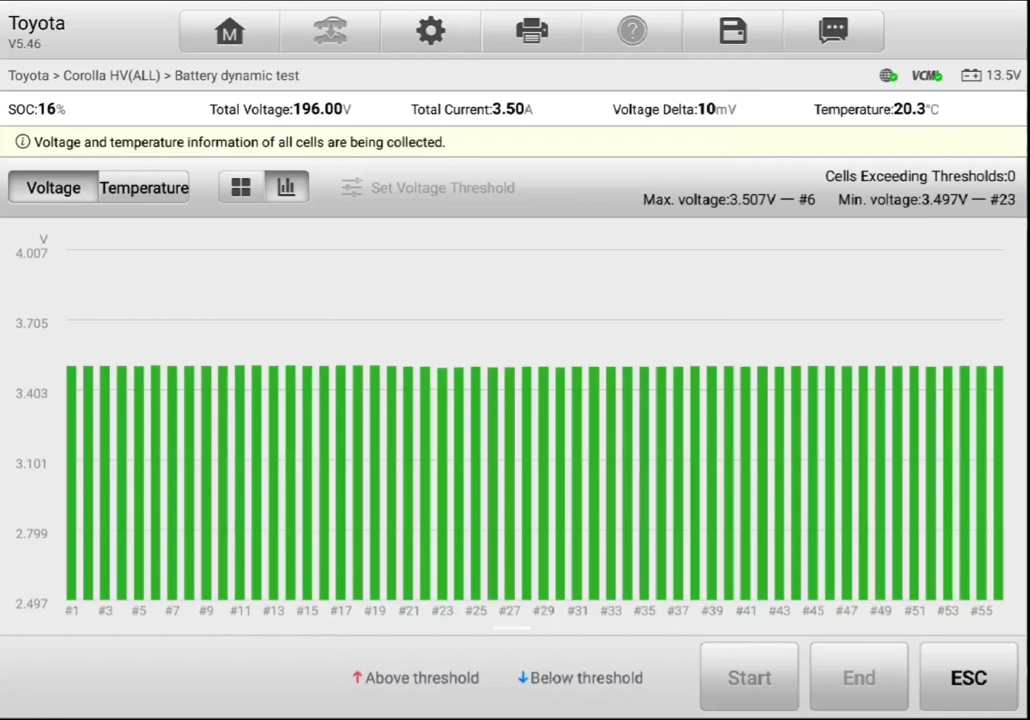 Toyota
V5.46
M
?
Toyota > Corolla HV(ALL) > Battery dynamic test
VCMI
13.5V
SOC:16%
Total Voltage:196.00V
Total Current:3.50A
Voltage Delta:10mV
Temperature:20.3°C
Voltage and temperature information of all cells are being collected.
Voltage
Temperature
Set Voltage Threshold
Cells Exceeding Thresholds:0
Max. voltage:3.507V — #6
Min. voltage:3.497V — #23
V
4.007
3.705
3.403
3.101
2.799
2.497
#1 #3 #5 #7 #9 #11 #13 #15 #17 #19 #21 #23 #25 #27 #29 #31 #33 #35 #37 #39 #41 #43 #45 #47 #49 #51 #53 #55
↑Above threshold
↓Below threshold
Start
End
ESC